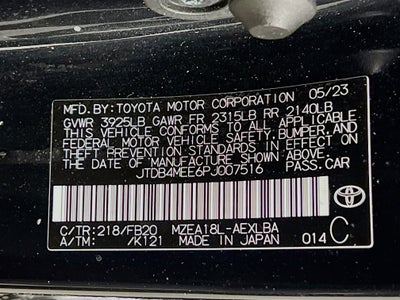 MFD.BY:TOYOTA MOTOR CORPORATION 05/23
GVWR 3925LB GAWR FR 2315LB RR 2140LB
THIS VEHICLE CONFORMS TO ALL APPLICABLE
FEDERAL MOTOR VEHICLE SAFETY,BUMPER,AND
THEFT PREVENTION STANDARDS IN EFFECT ON
THE DATE OF MANUFACTURE SHOWN ABOVE.
JTDB4MEE6PJ007516 PASS.CAR
C/TR:218/FB20 MZEA18L-AEXLBA
A/TM: /K121 MADE IN JAPAN 014 C
TOYOTA